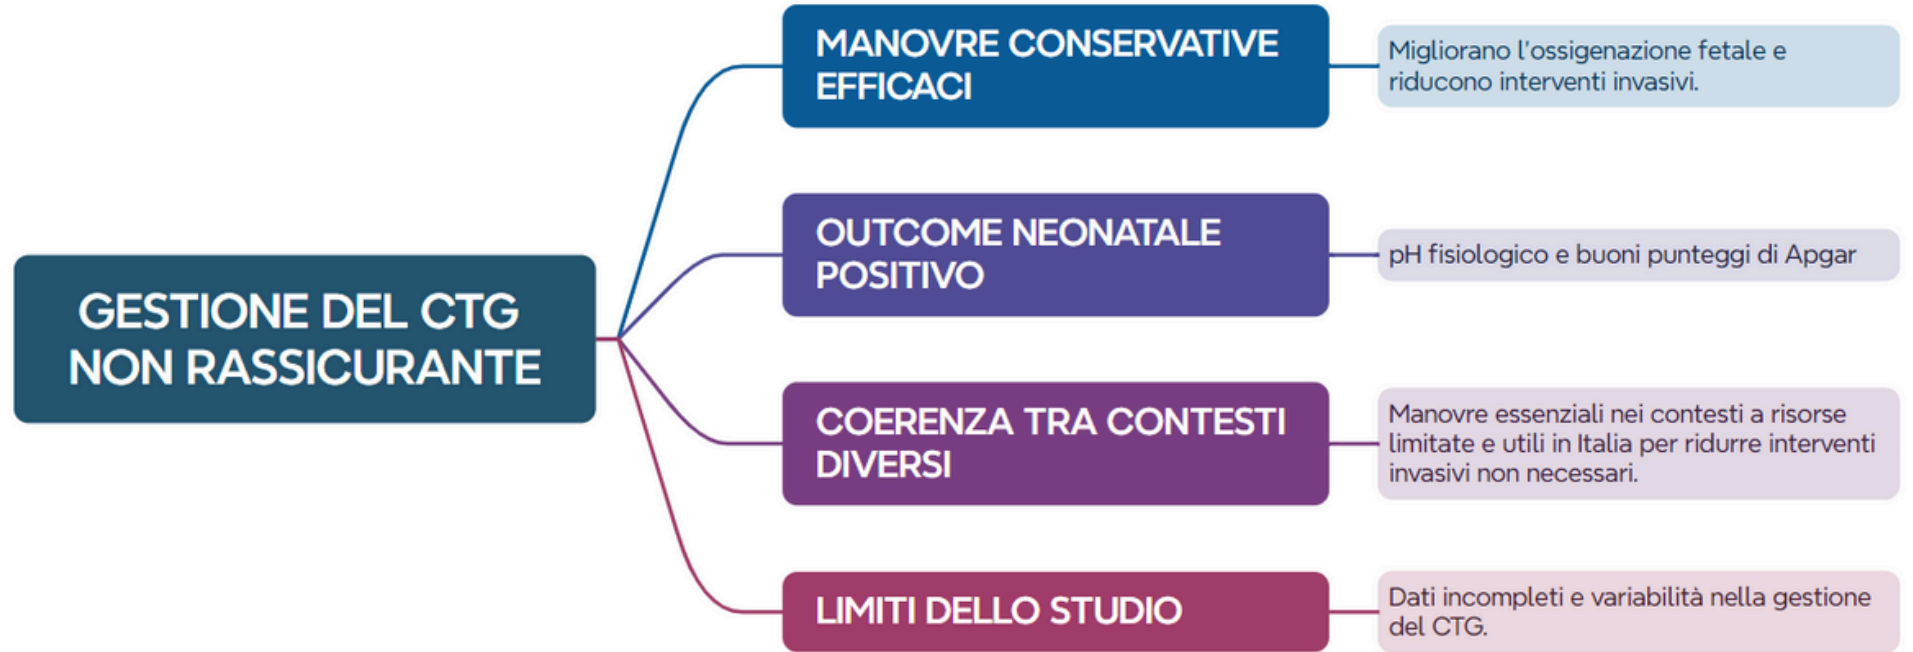 GESTIONE DEL CTG
NON RASSICURANTE
MANOVRE CONSERVATIVE
EFFICACI
Migliorano l'ossigenazione fetale e
riducono interventi invasivi.
OUTCOME NEONATALE
POSITIVO
pH fisiologico e buoni punteggi di Apgar
COERENZA TRA CONTESTI
DIVERSI
Manovre essenziali nei contesti a risorse
limitate e utili in Italia per ridurre interventi
invasivi non necessari.
LIMITI DELLO STUDIO
Dati incompleti e variabilità nella gestione
del CTG.